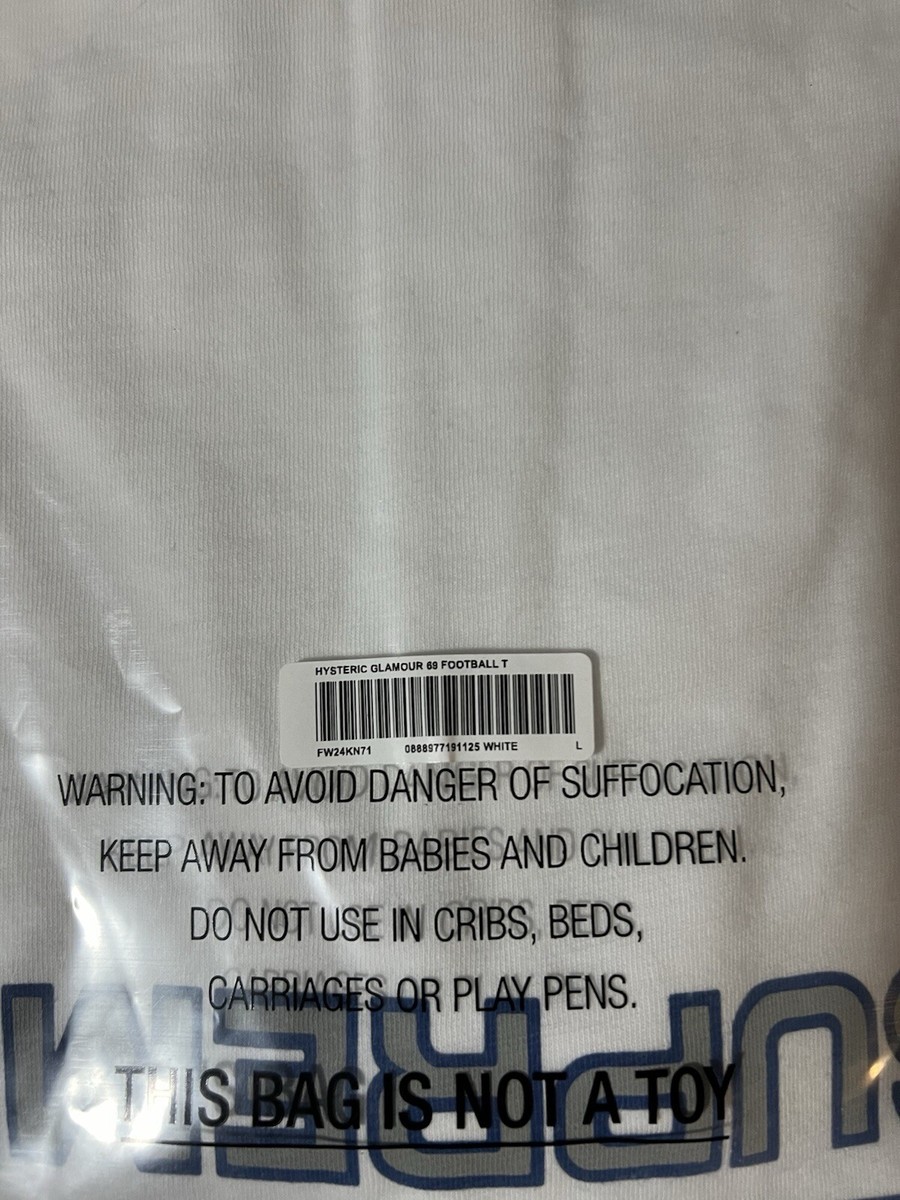 HYSTERIC GLAMOUR 69 FOOTBALL T
FW24KN71 0888977191125 WHITE L
WARNING: TO AVOID DANGER OF SUFFOCATION,
KEEP AWAY FROM BABIES AND CHILDREN.
DO NOT USE IN CRIBS, BEDS,
CARRIAGES OR PLAY PENS.
THIS BAG IS NOT A TOY
SUPREM